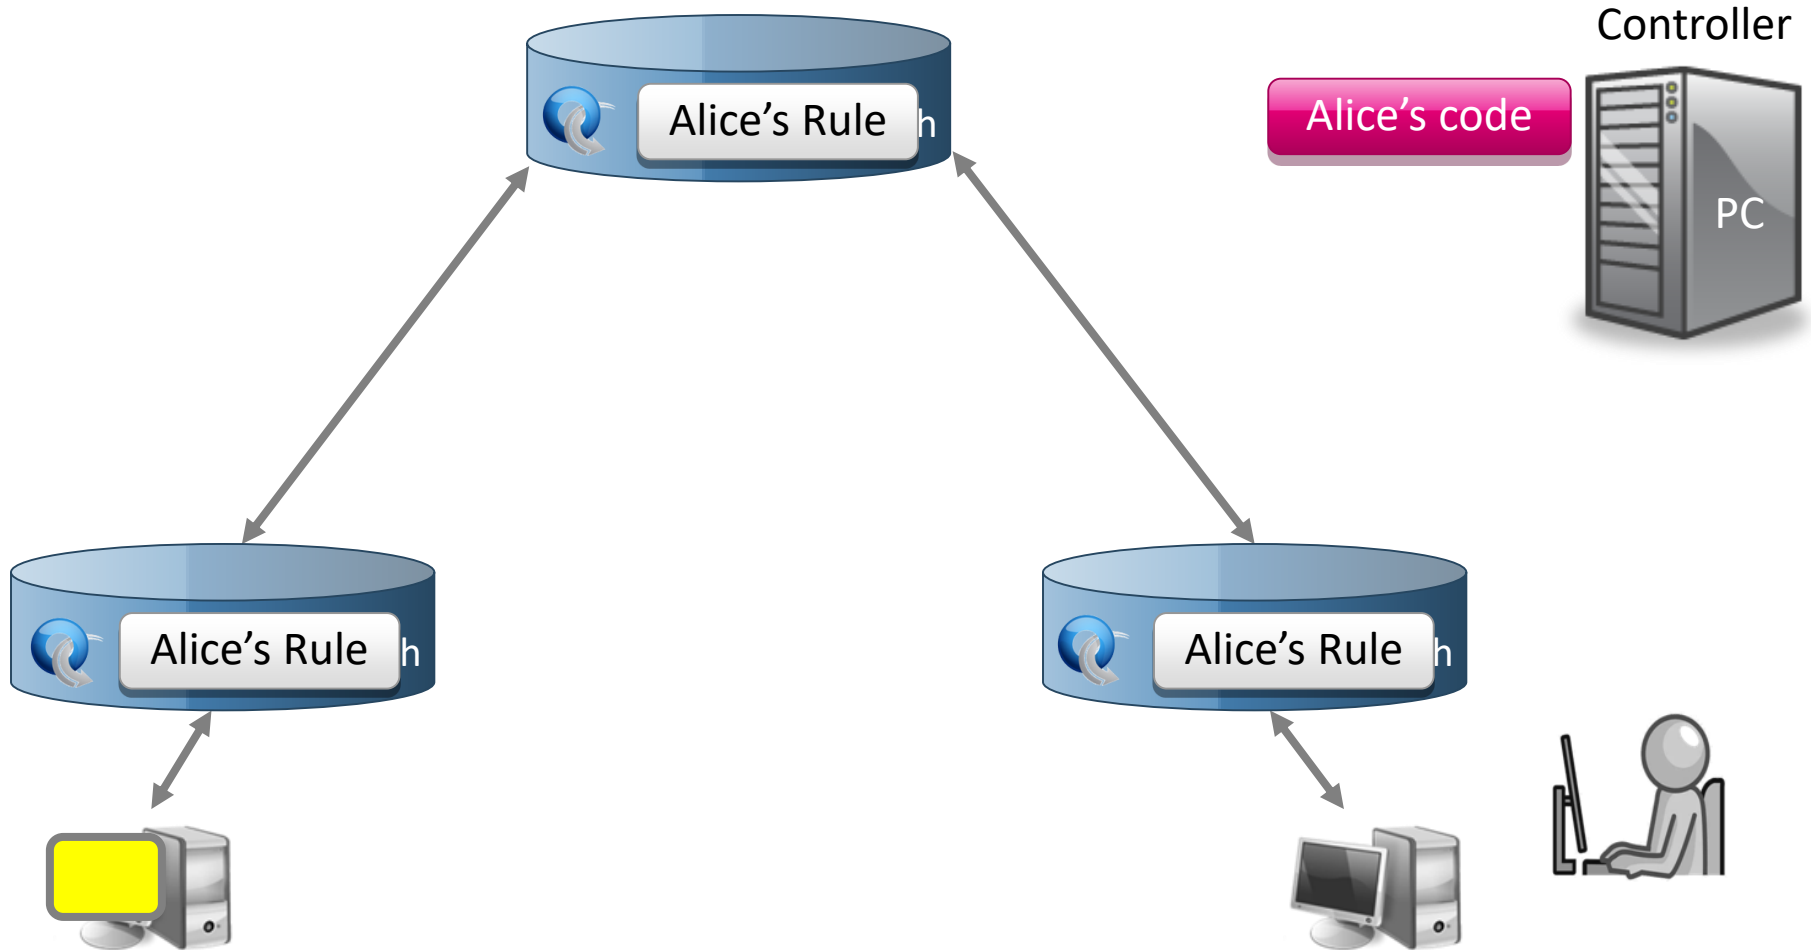 Controller
Alice’s Rule h
Alice’s code
PC
Alice’s Rule h
Alice’s Rule h